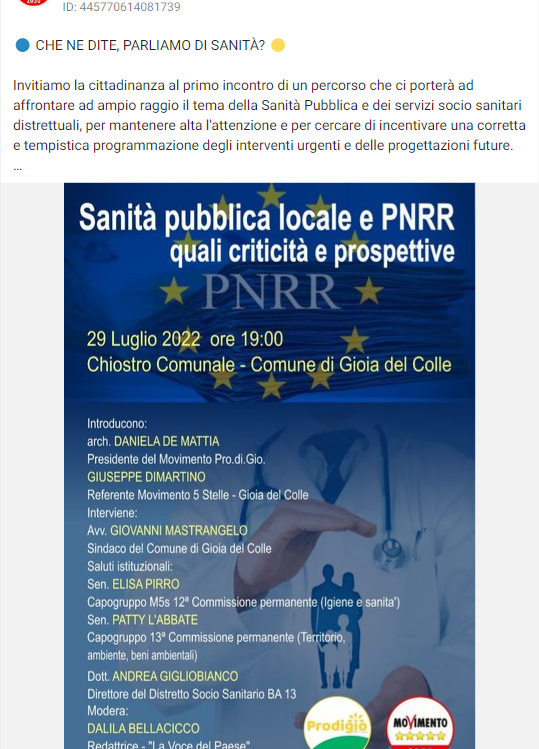 ID: 445770614081739
CHE NE DITE, PARLIAMO DI SANITÀ?
Invitiamo la cittadinanza al primo incontro di un percorso che ci porterà ad
affrontare ad ampio raggio il tema della Sanità Pubblica e dei servizi socio sanitari
distrettuali, per mantenere alta l'attenzione e per cercare di incentivare una corretta
e tempistica programmazione degli interventi urgenti e delle progettazioni future.
...
Sanità pubblica locale e PNRR
quali criticità e prospettive
PNRR
29 Luglio 2022 ore 19:00
Chiostro Comunale - Comune di Gioia del Colle
Introducono:
arch. DANIELA DE MATTIA
Presidente del Movimento Pro.di.Gio.
GIUSEPPE DIMARTINO
Referente Movimento 5 Stelle - Gioia del Colle
Interviene:
Avv. GIOVANNI MASTRANGELO
Sindaco del Comune di Gioia del Colle
Saluti istituzionali:
Sen. ELISA PIRRO
Capogruppo M5s 12ª Commissione permanente (Igiene e sanita')
Sen. PATTY L'ABBATE
Capogruppo 13ª Commissione permanente (Territorio,
ambiente, beni ambientali)
Dott. ANDREA GIGLIOBIANCO
Direttore del Distretto Socio Sanitario BA 13
Modera:
DALILA BELLACICCO
Redattrice - "La Voce del Paese"
Prodigiò
MOVIMENTO